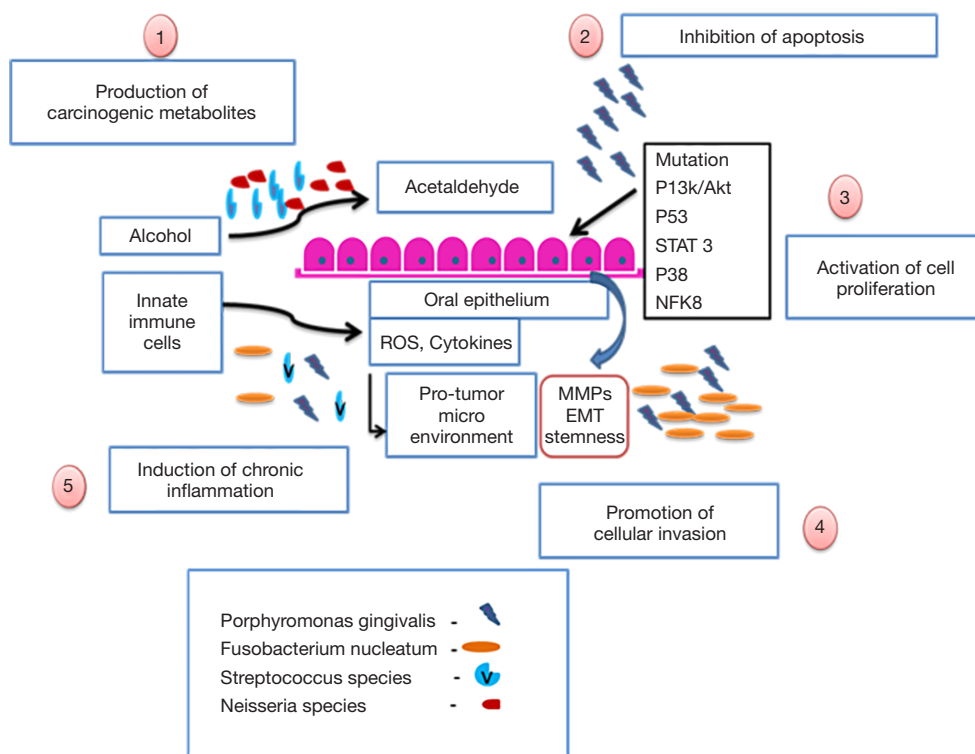 1
Production of
carcinogenic metabolites
2
Inhibition of apoptosis
Alcohol
Acetaldehyde
Mutation
P13k/Akt
P53
STAT 3
P38
NFK8
3
Activation of cell
proliferation
Oral epithelium
Innate
immune
cells
ROS, Cytokines
V
V
Pro-tumor
micro
environment
MMPs
EMT
stemness
5
Induction of chronic
inflammation
Promotion of
cellular invasion
4
Porphyromonas gingivalis -
Fusobacterium nucleatum -
Streptococcus species - V
Neisseria species -